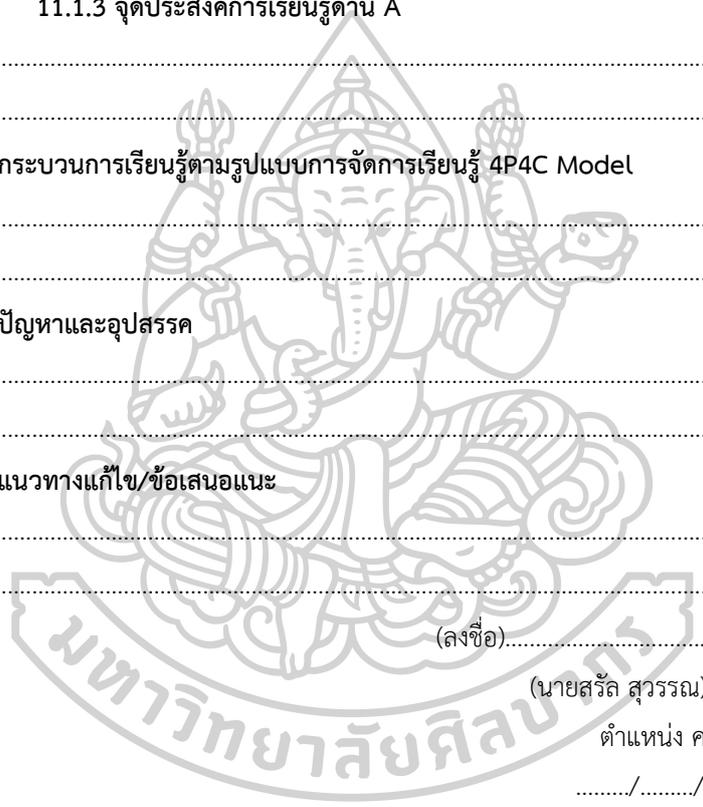 11.1.3 จุดประสงค์การเรียนรู้ด้าน A
................................................................................
................................................................................
กระบวนการเรียนรู้ตามรูปแบบการจัดการเรียนรู้ 4P4C Model
................................................................................
................................................................................
ปัญหาและอุปสรรค
................................................................................
................................................................................
แนวทางแก้ไข/ข้อเสนอแนะ
................................................................................
................................................................................
(ลงชื่อ)..............................
(นายสรัล สุวรรณ)
ตำแหน่ง ค
........./........./
มหาวิทยาลัยศิลปากร